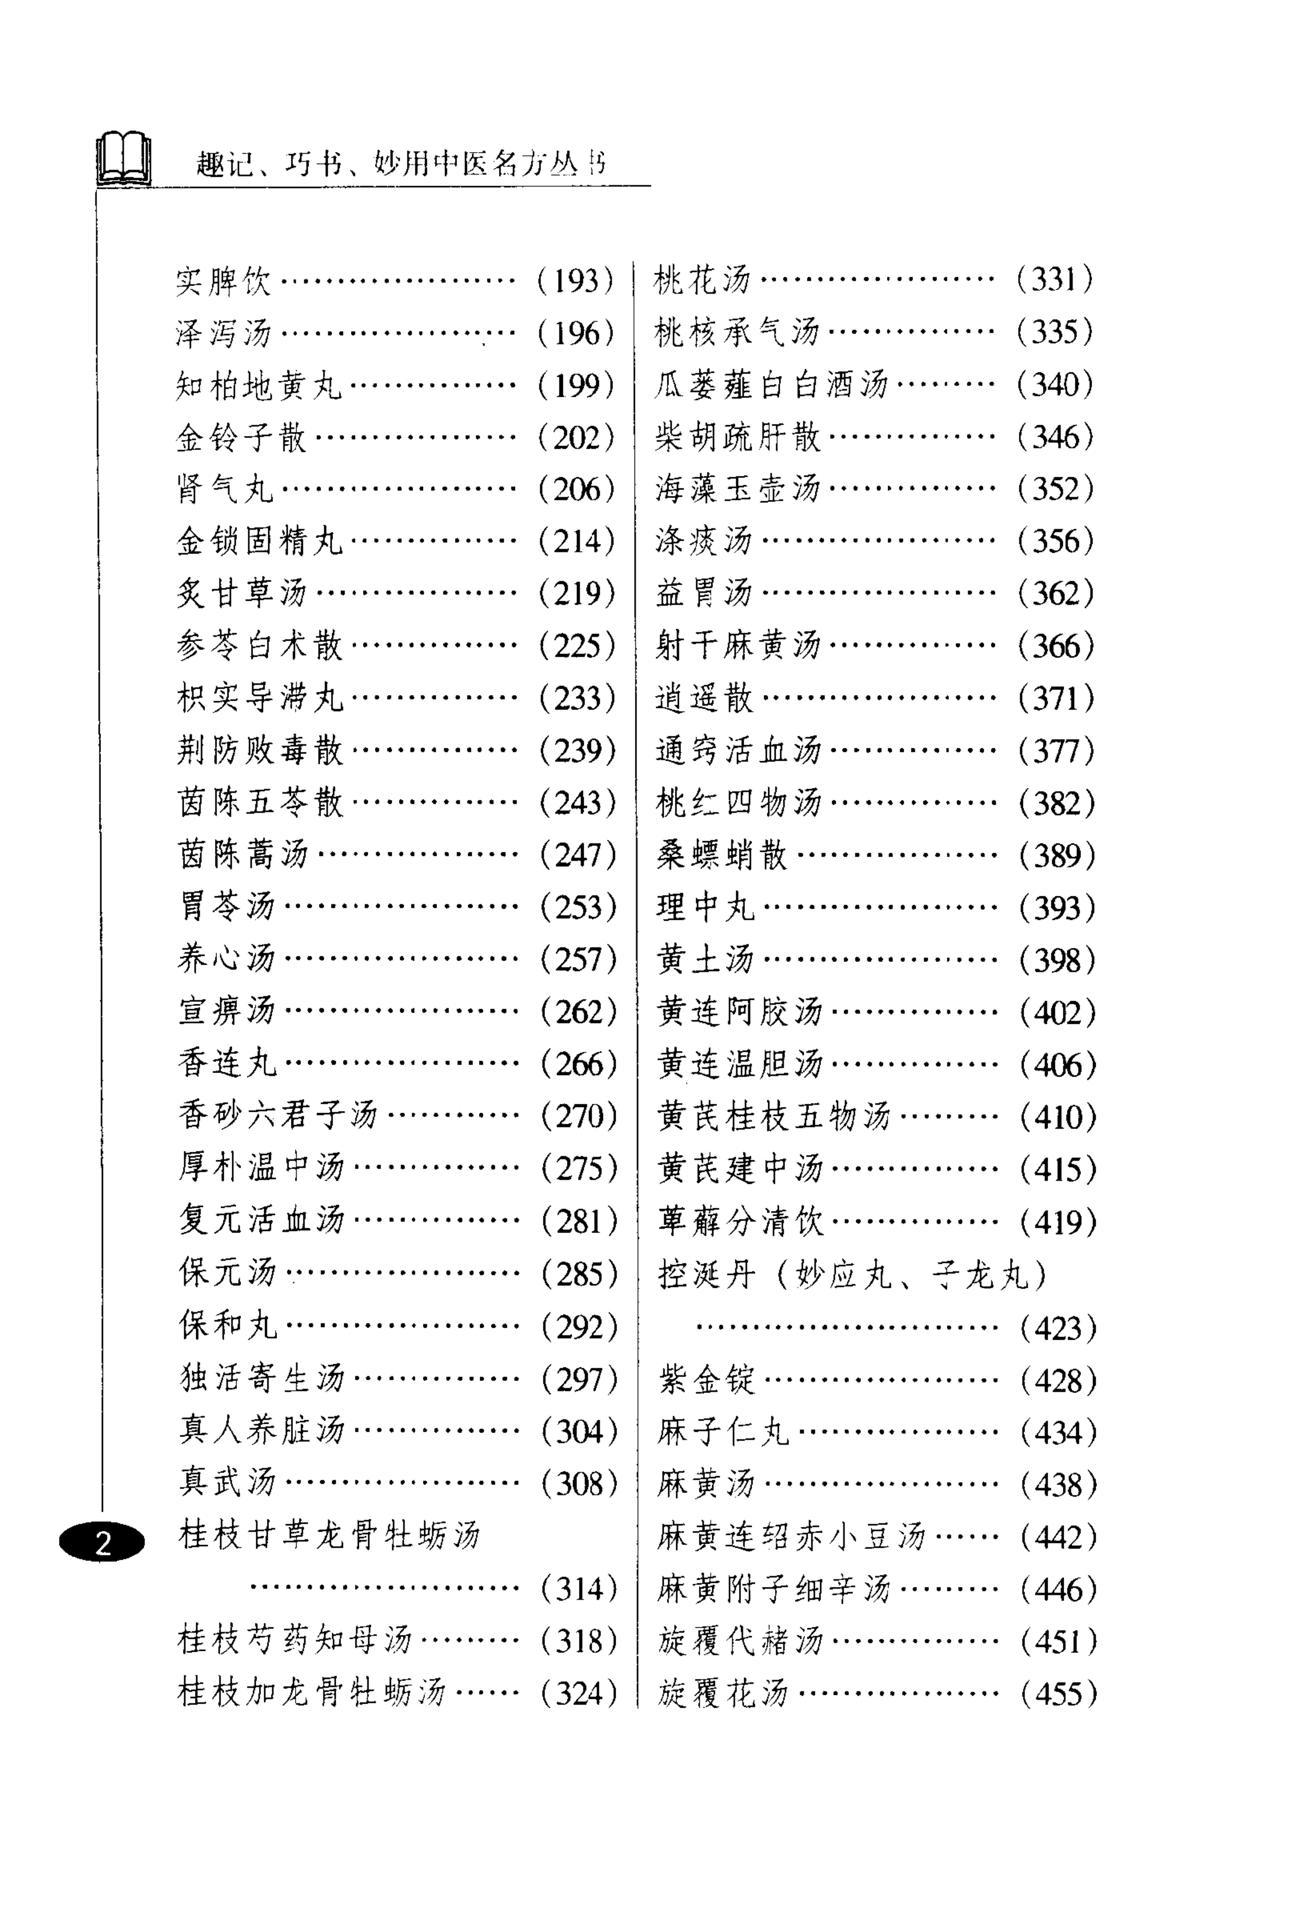 趣记、巧书、妙用中医名方丛书
实脾饮…………………(193)
泽泻汤…………………(196)
知柏地黄丸……………(199)
金铃子散………………(202)
肾气丸…………………(206)
金锁固精丸……………(214)
炙甘草汤………………(219)
参苓白术散……………(225)
枳实导滞丸……………(233)
荆防败毒散……………(239)
茵陈五苓散……………(243)
茵陈蒿汤………………(247)
胃苓汤…………………(253)
养心汤…………………(257)
宣痹汤…………………(262)
香连丸…………………(266)
香砂六君子汤…………(270)
厚朴温中汤……………(275)
复元活血汤……………(281)
保元汤…………………(285)
保和丸…………………(292)
独活寄生汤……………(297)
真人养脏汤……………(304)
真武汤…………………(308)
桂枝甘草龙骨牡蛎汤
……………………(314)
桂枝芍药知母汤………(318)
桂枝加龙骨牡蛎汤……(324)
桃花汤…………………(331)
桃核承气汤……………(335)
瓜蒌薤白白酒汤………(340)
柴胡疏肝散……………(346)
海藻玉壶汤……………(352)
涤痰汤…………………(356)
益胃汤…………………(362)
射干麻黄汤……………(366)
逍遥散…………………(371)
通窍活血汤……………(377)
桃红四物汤……………(382)
桑螵蛸散………………(389)
理中丸…………………(393)
黄土汤…………………(398)
黄连阿胶汤……………(402)
黄连温胆汤……………(406)
黄芪桂枝五物汤………(410)
黄芪建中汤……………(415)
萆薢分清饮……………(419)
控涎丹（妙应丸、子龙丸）
………………………(423)
紫金锭…………………(428)
麻子仁丸………………(434)
麻黄汤…………………(438)
麻黄连轺赤小豆汤……(442)
麻黄附子细辛汤………(446)
旋覆代赭汤……………(451)
旋覆花汤………………(455)
2